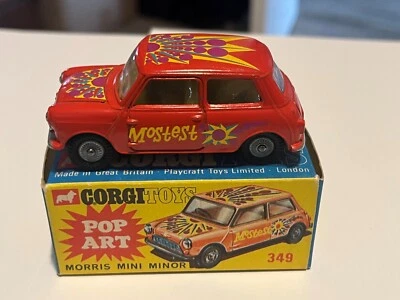 Mostest
CORGI
Made in Great Britain - Playcraft Toys Limited - London
CORGI TOYS
POP
ART
Mostest
MORRIS MINI MINOR
349